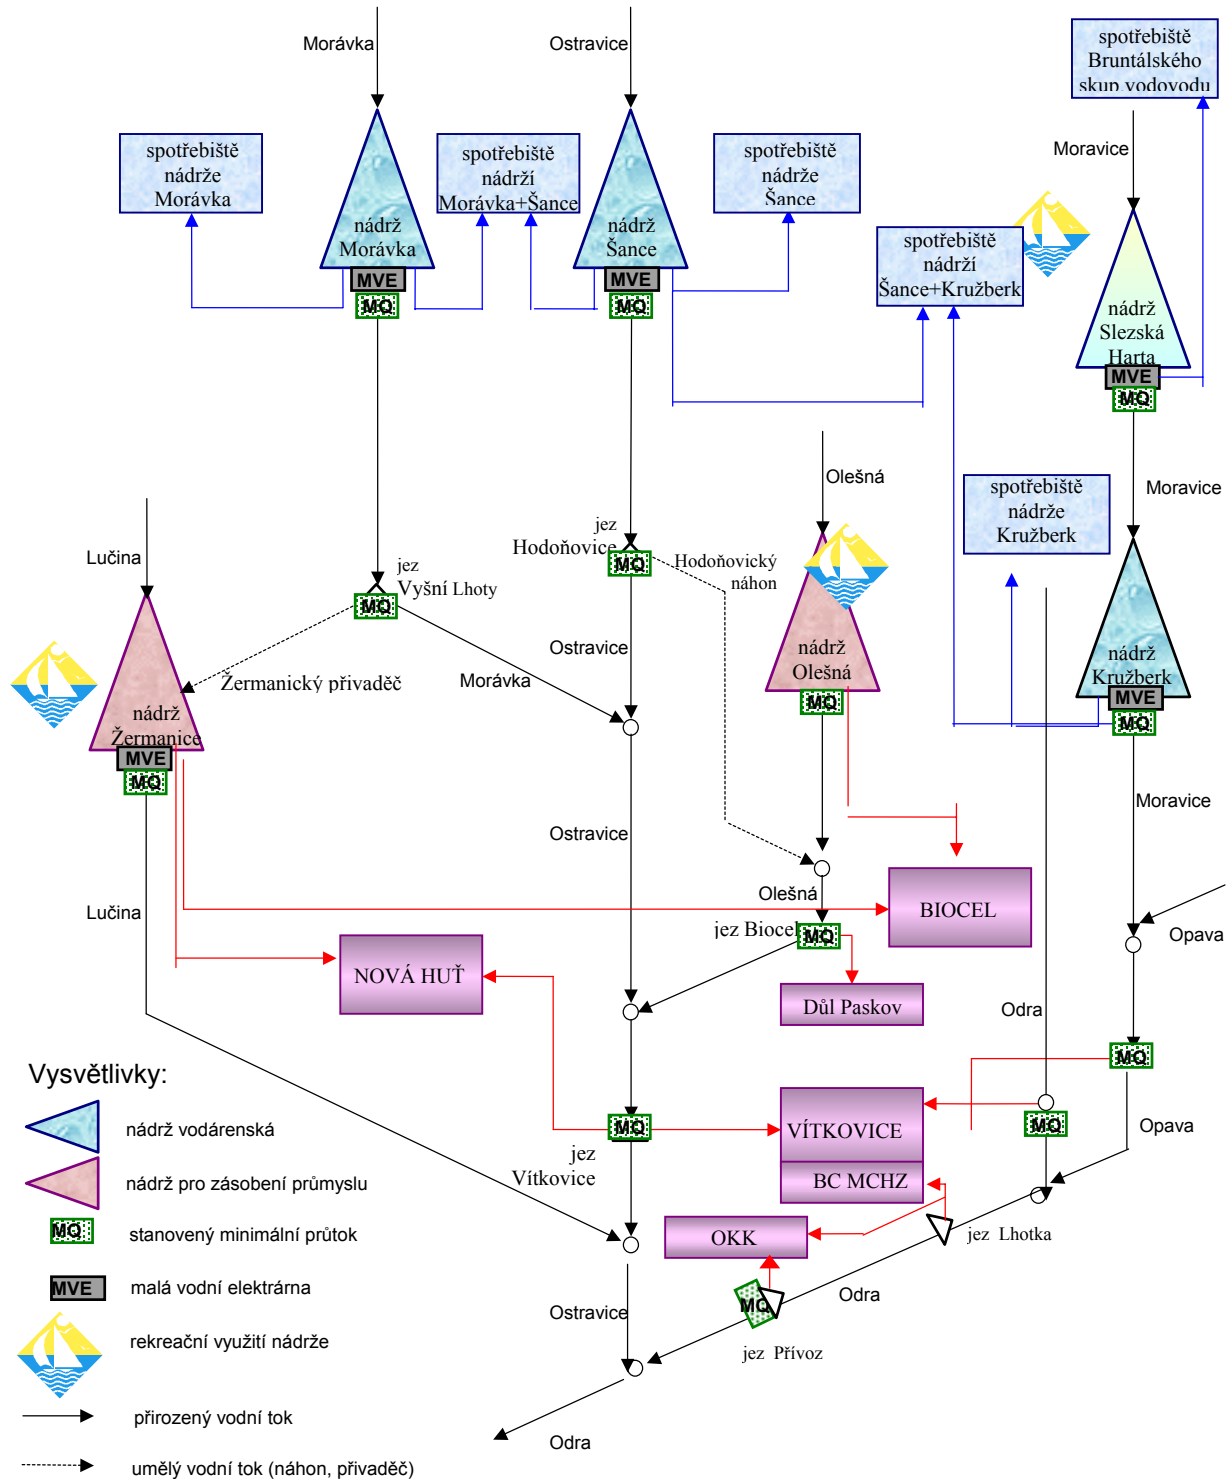 Morávka
Ostravice
spotřebiště
Bruntálského
skup.vodovodu
Moravice
spotřebiště
nádrže
Morávka
spotřebiště
nádrží
Morávka+Šance
spotřebiště
nádrže
Šance
nádrž
Morávka
MVE
MQ
nádrž
Šance
MVE
MQ
spotřebiště
nádrží
Šance+Kružberk
nádrž
Slezská
Harta
MVE
MQ
Olešná
Moravice
spotřebiště
nádrže
Kružberk
Lučina
jez
Vyšní Lhoty
MQ
jez
Hodoňovice
MQ
Hodoňovický
náhon
Žermanický přivaděč
Morávka
Ostravice
nádrž
Olešná
MQ
nádrž
Kružberk
MVE
MQ
nádrž
Žermanice
MVE
MQ
Moravice
Ostravice
Lučina
Olešná
jez Biocel
MQ
BIOCEL
Opava
NOVÁ HUŤ
Důl Paskov
Odra
MQ
Vysvětlivky:
nádrž vodárenská
nádrž pro zásobení průmyslu
MQ
stanovený minimální průtok
MVE
malá vodní elektrárna
rekreační využití nádrže
přirozený vodní tok
umělý vodní tok (náhon, přivaděč)
MQ
jez
Vítkovice
VÍTKOVICE
BC MCHZ
MQ
Opava
OKK
jez Lhotka
MQ
Odra
Ostravice
jez Přívoz
Odra